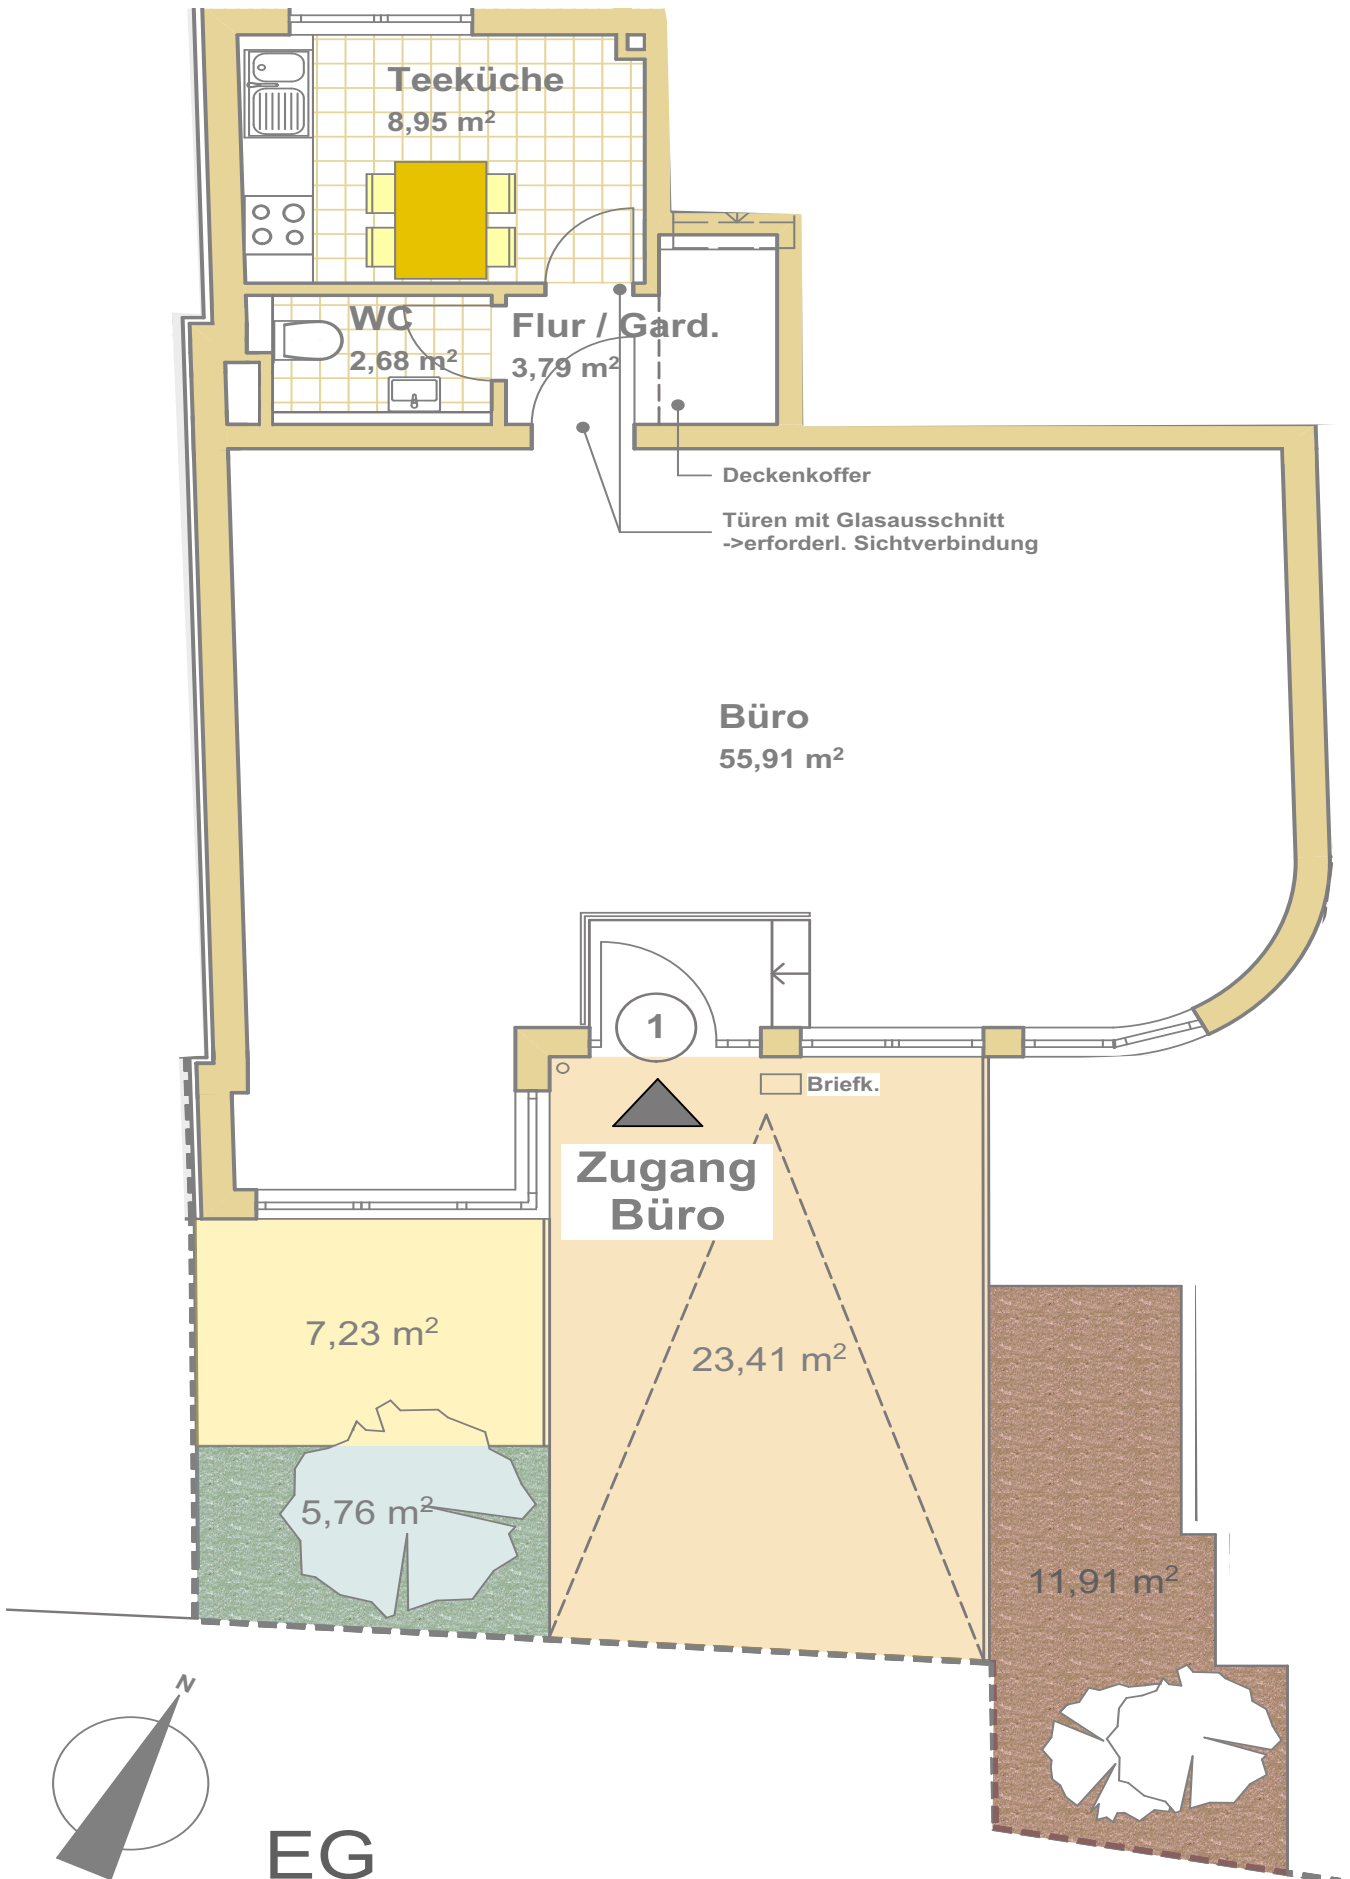 Teeküche
8,95 m²
WC
2,68 m²
Flur / Gard.
3,79 m²
Deckenkoffer
Türen mit Glasausschnitt
->erforderl. Sichtverbindung
Büro
55,91 m²
1
Briefk.
Zugang
Büro
7,23 m²
23,41 m²
5,76 m²
11,91 m²
N
EG